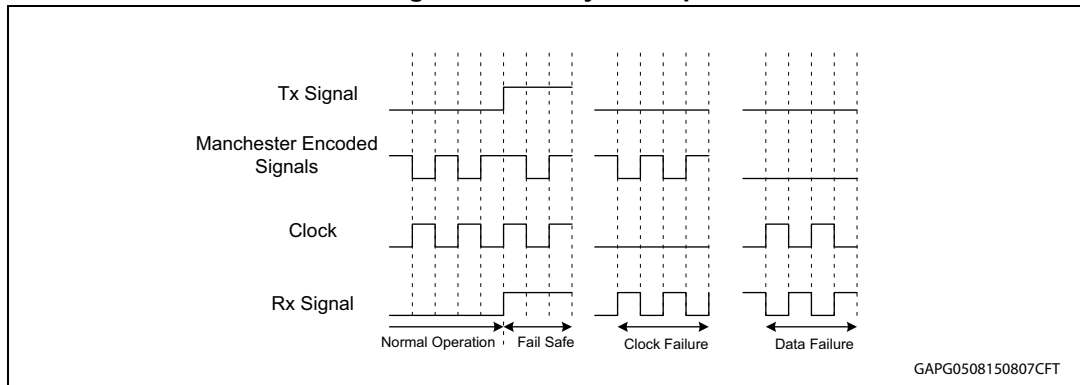 Tx Signal
Manchester Encoded
Signals
Clock
Rx Signal
Normal Operation
Fail Safe
Clock Failure
Data Failure
GAPG0508150807CFT